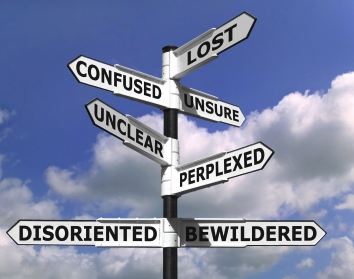 LOST
CONFUSED
UNSURE
UNCLEAR
PERPLEXED
DISORIENTED
BEWILDERED